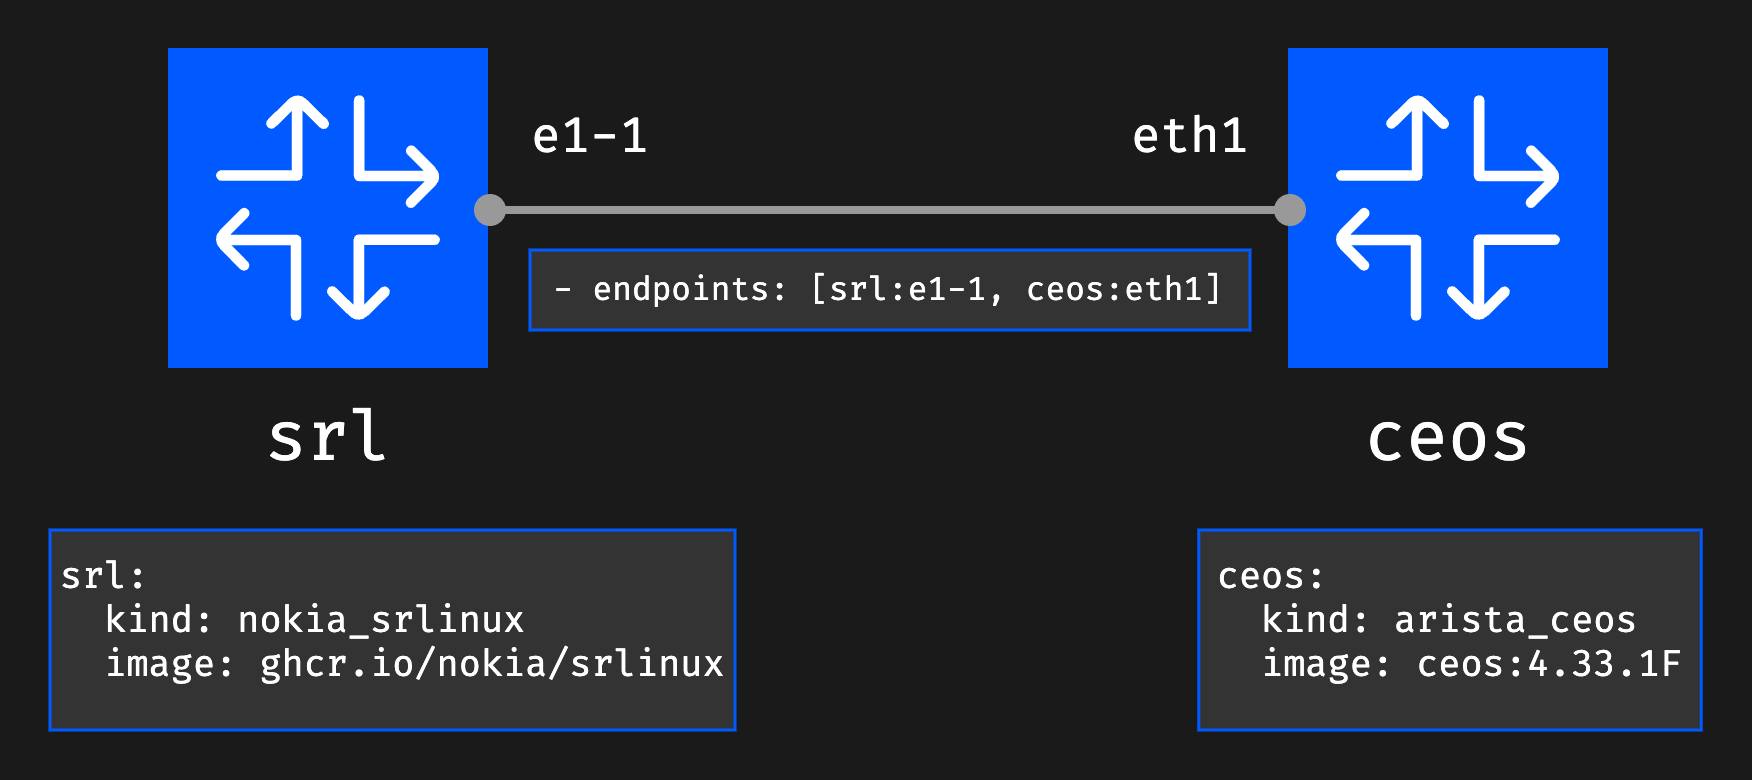 e1-1
eth1
- endpoints: [srl:e1-1, ceos:eth1]
srl
ceos
srl:
  kind: nokia_srlinux
  image: ghcr.io/nokia/srlinux
ceos:
  kind: arista_ceos
  image: ceos:4.33.1F